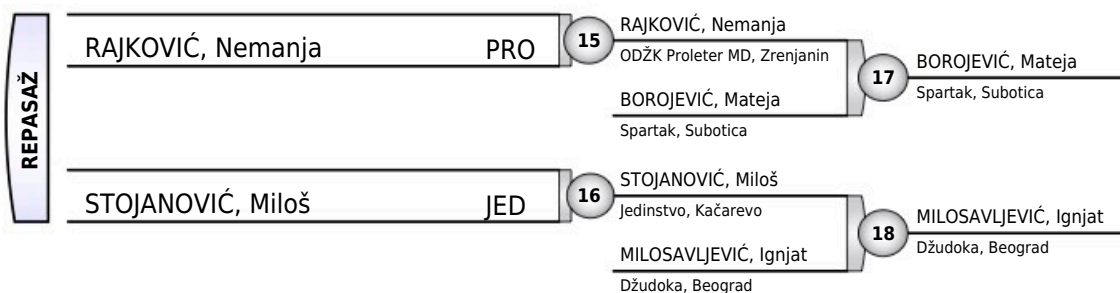 REPASAŽ
RAJKOVIĆ, Nemanja PRO
15
RAJKOVIĆ, Nemanja
ODŽK Proleter MD, Zrenjanin
BOROJEVIĆ, Mateja
Spartak, Subotica
17
BOROJEVIĆ, Mateja
Spartak, Subotica
STOJANOVIĆ, Miloš JED
16
STOJANOVIĆ, Miloš
Jedinstvo, Kačarevo
MILOSAVLJEVIĆ, Ignjat
Džudoka, Beograd
18
MILOSAVLJEVIĆ, Ignjat
Džudoka, Beograd